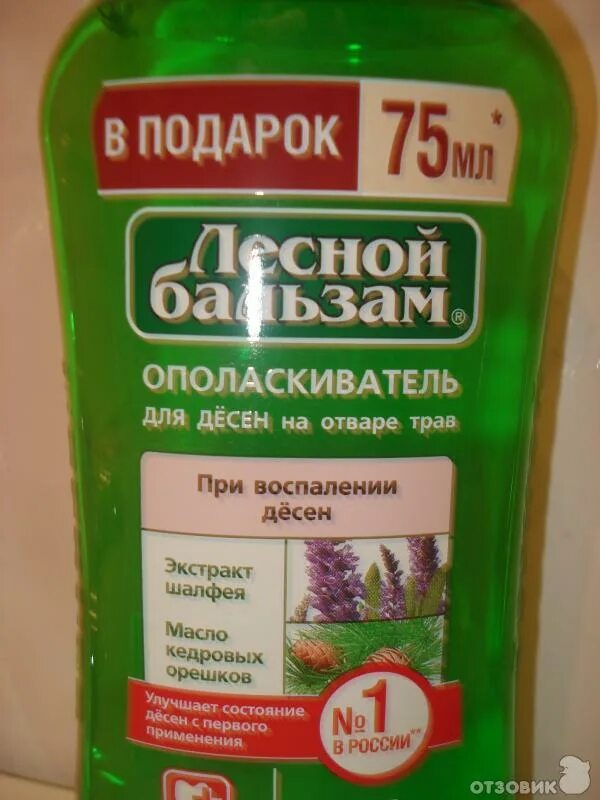 В ПОДАРОК 75 мл*
Лесной
бальзам®
ОПОЛАСКИВАТЕЛЬ
для дёсен на отваре трав
При воспалении
дёсен
Экстракт
шалфея
Масло
кедровых
орешков
Улучшает состояние
дёсен с первого
применения
№1
В РОССИИ**
ОТЗОВИК